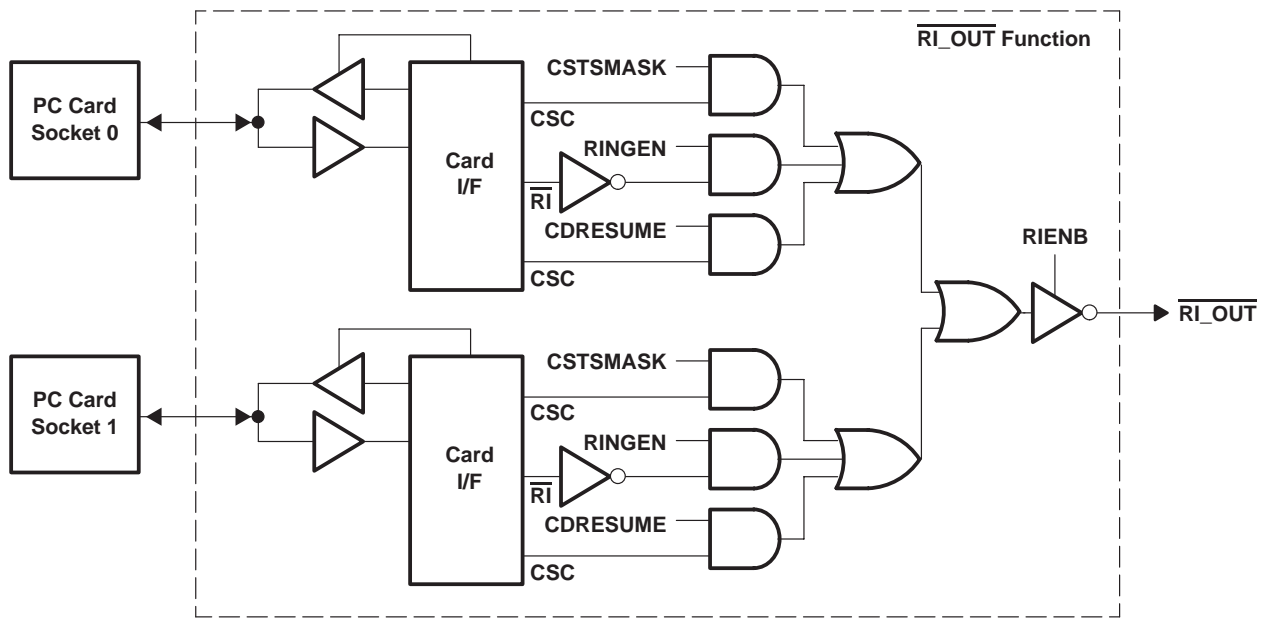 RI_OUT Function
PC Card
Socket 0
Card
I/F
CSTSMASK
CSC
RINGEN
RI
CDRESUME
CSC
RIENB
RI_OUT
PC Card
Socket 1
Card
I/F
CSTSMASK
CSC
RINGEN
RI
CDRESUME
CSC